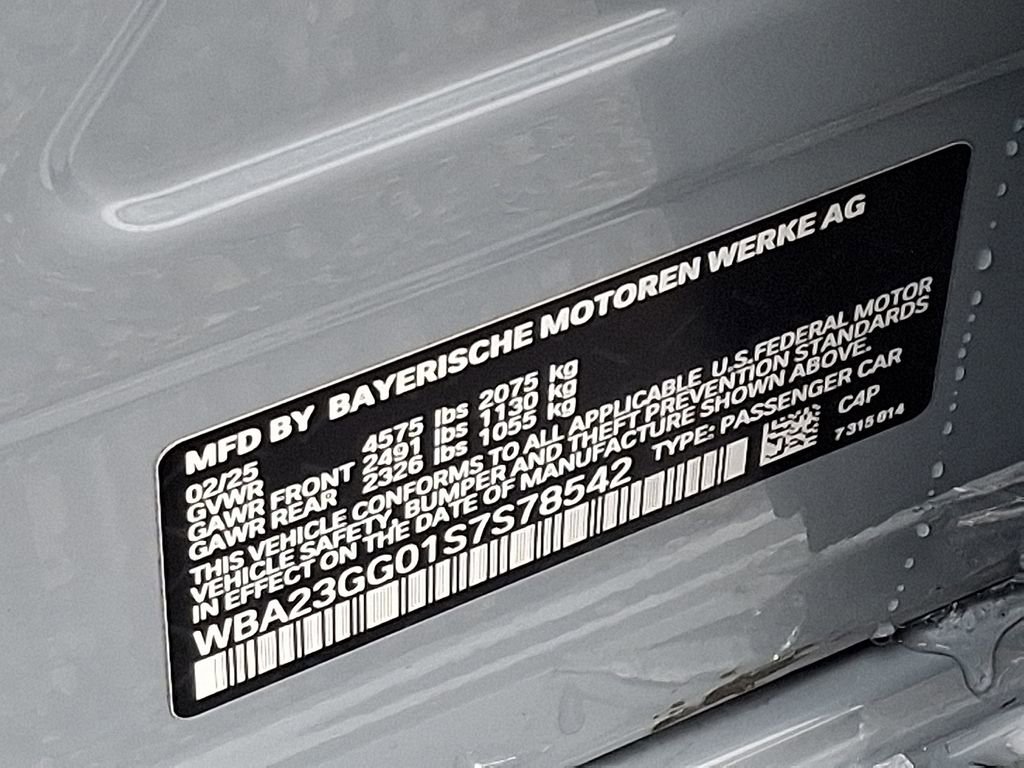 MFD BY BAYERISCHE MOTOREN WERKE AG
02/25
GVWR 4575 lbs 2075 kg
GAWR FRONT 2491 lbs 1130 kg
GAWR REAR 2326 lbs 1055 kg
THIS VEHICLE CONFORMS TO ALL APPLICABLE U.S. FEDERAL MOTOR
VEHICLE SAFETY, BUMPER AND THEFT PREVENTION STANDARDS
IN EFFECT ON THE DATE OF MANUFACTURE SHOWN ABOVE.
WBA23GG01S7S78542 TYPE: PASSENGER CAR
C4P
7315 014